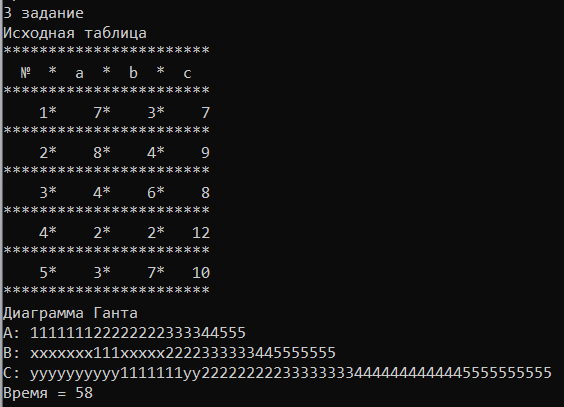 3 задание
Исходная таблица
***********************
№ * a * b * c
***********************
1* 7* 3* 7
***********************
2* 8* 4* 9
***********************
3* 4* 6* 8
***********************
4* 2* 2* 12
***********************
5* 3* 7* 10
***********************
Диаграмма Ганта
A: 111111122222222333344555
B: xxxxxxx111xxxxx2222333333445555555
C: yyyyyyyyyy1111111yy222222222333333334444444444445555555555
Время = 58